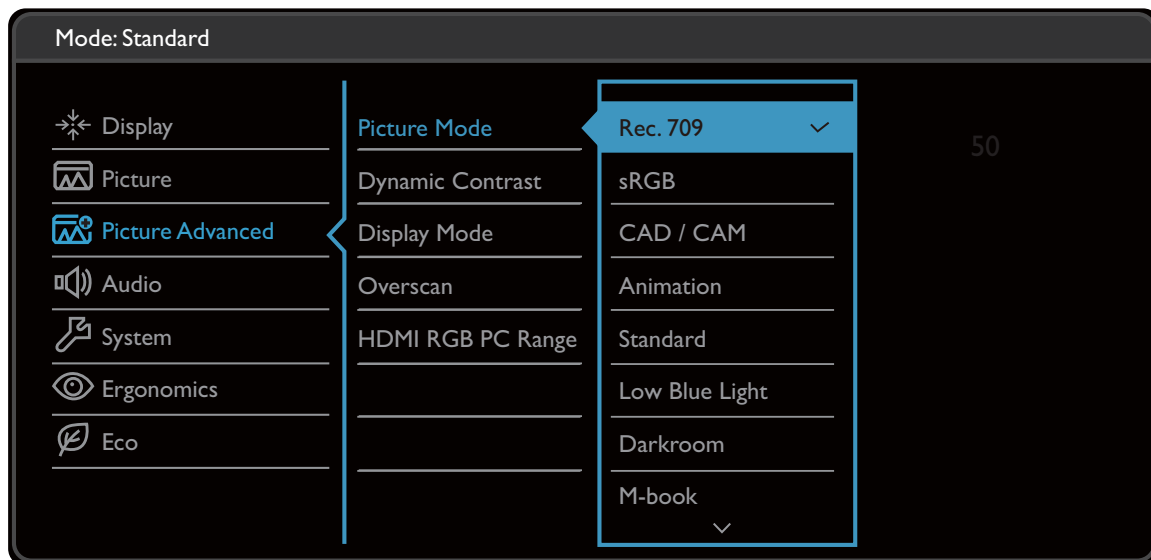 Mode: Standard
Display
Picture
Picture Advanced
Audio
System
Ergonomics
Eco
Picture Mode
Dynamic Contrast
Display Mode
Overscan
HDMI RGB PC Range
Rec. 709
sRGB
CAD / CAM
Animation
Standard
Low Blue Light
Darkroom
M-book
50